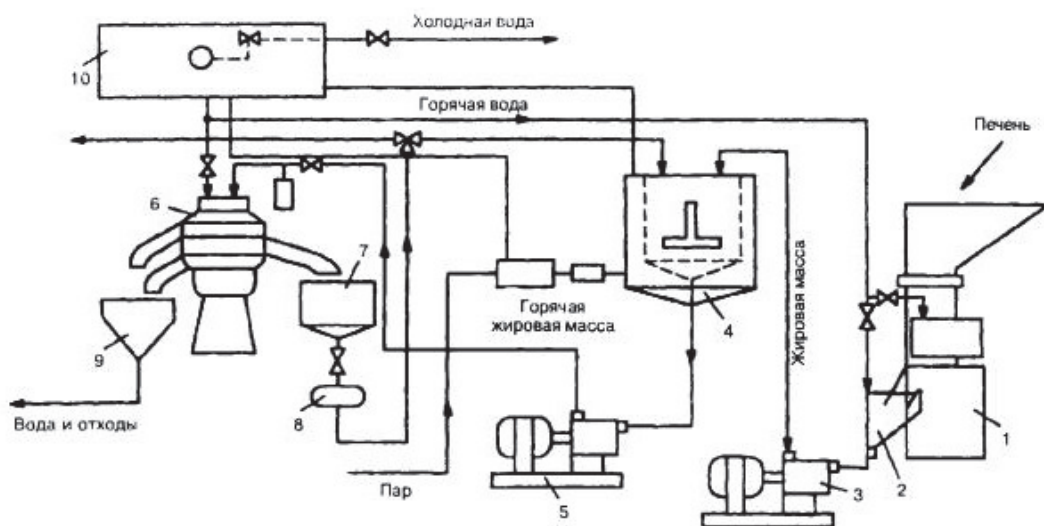 Холодная вода
10
Горячая вода
Печень
6
7
Горячая
жировая масса
4
Жировая масса
9
8
Вода и отходы
Пар
5
3
2
1